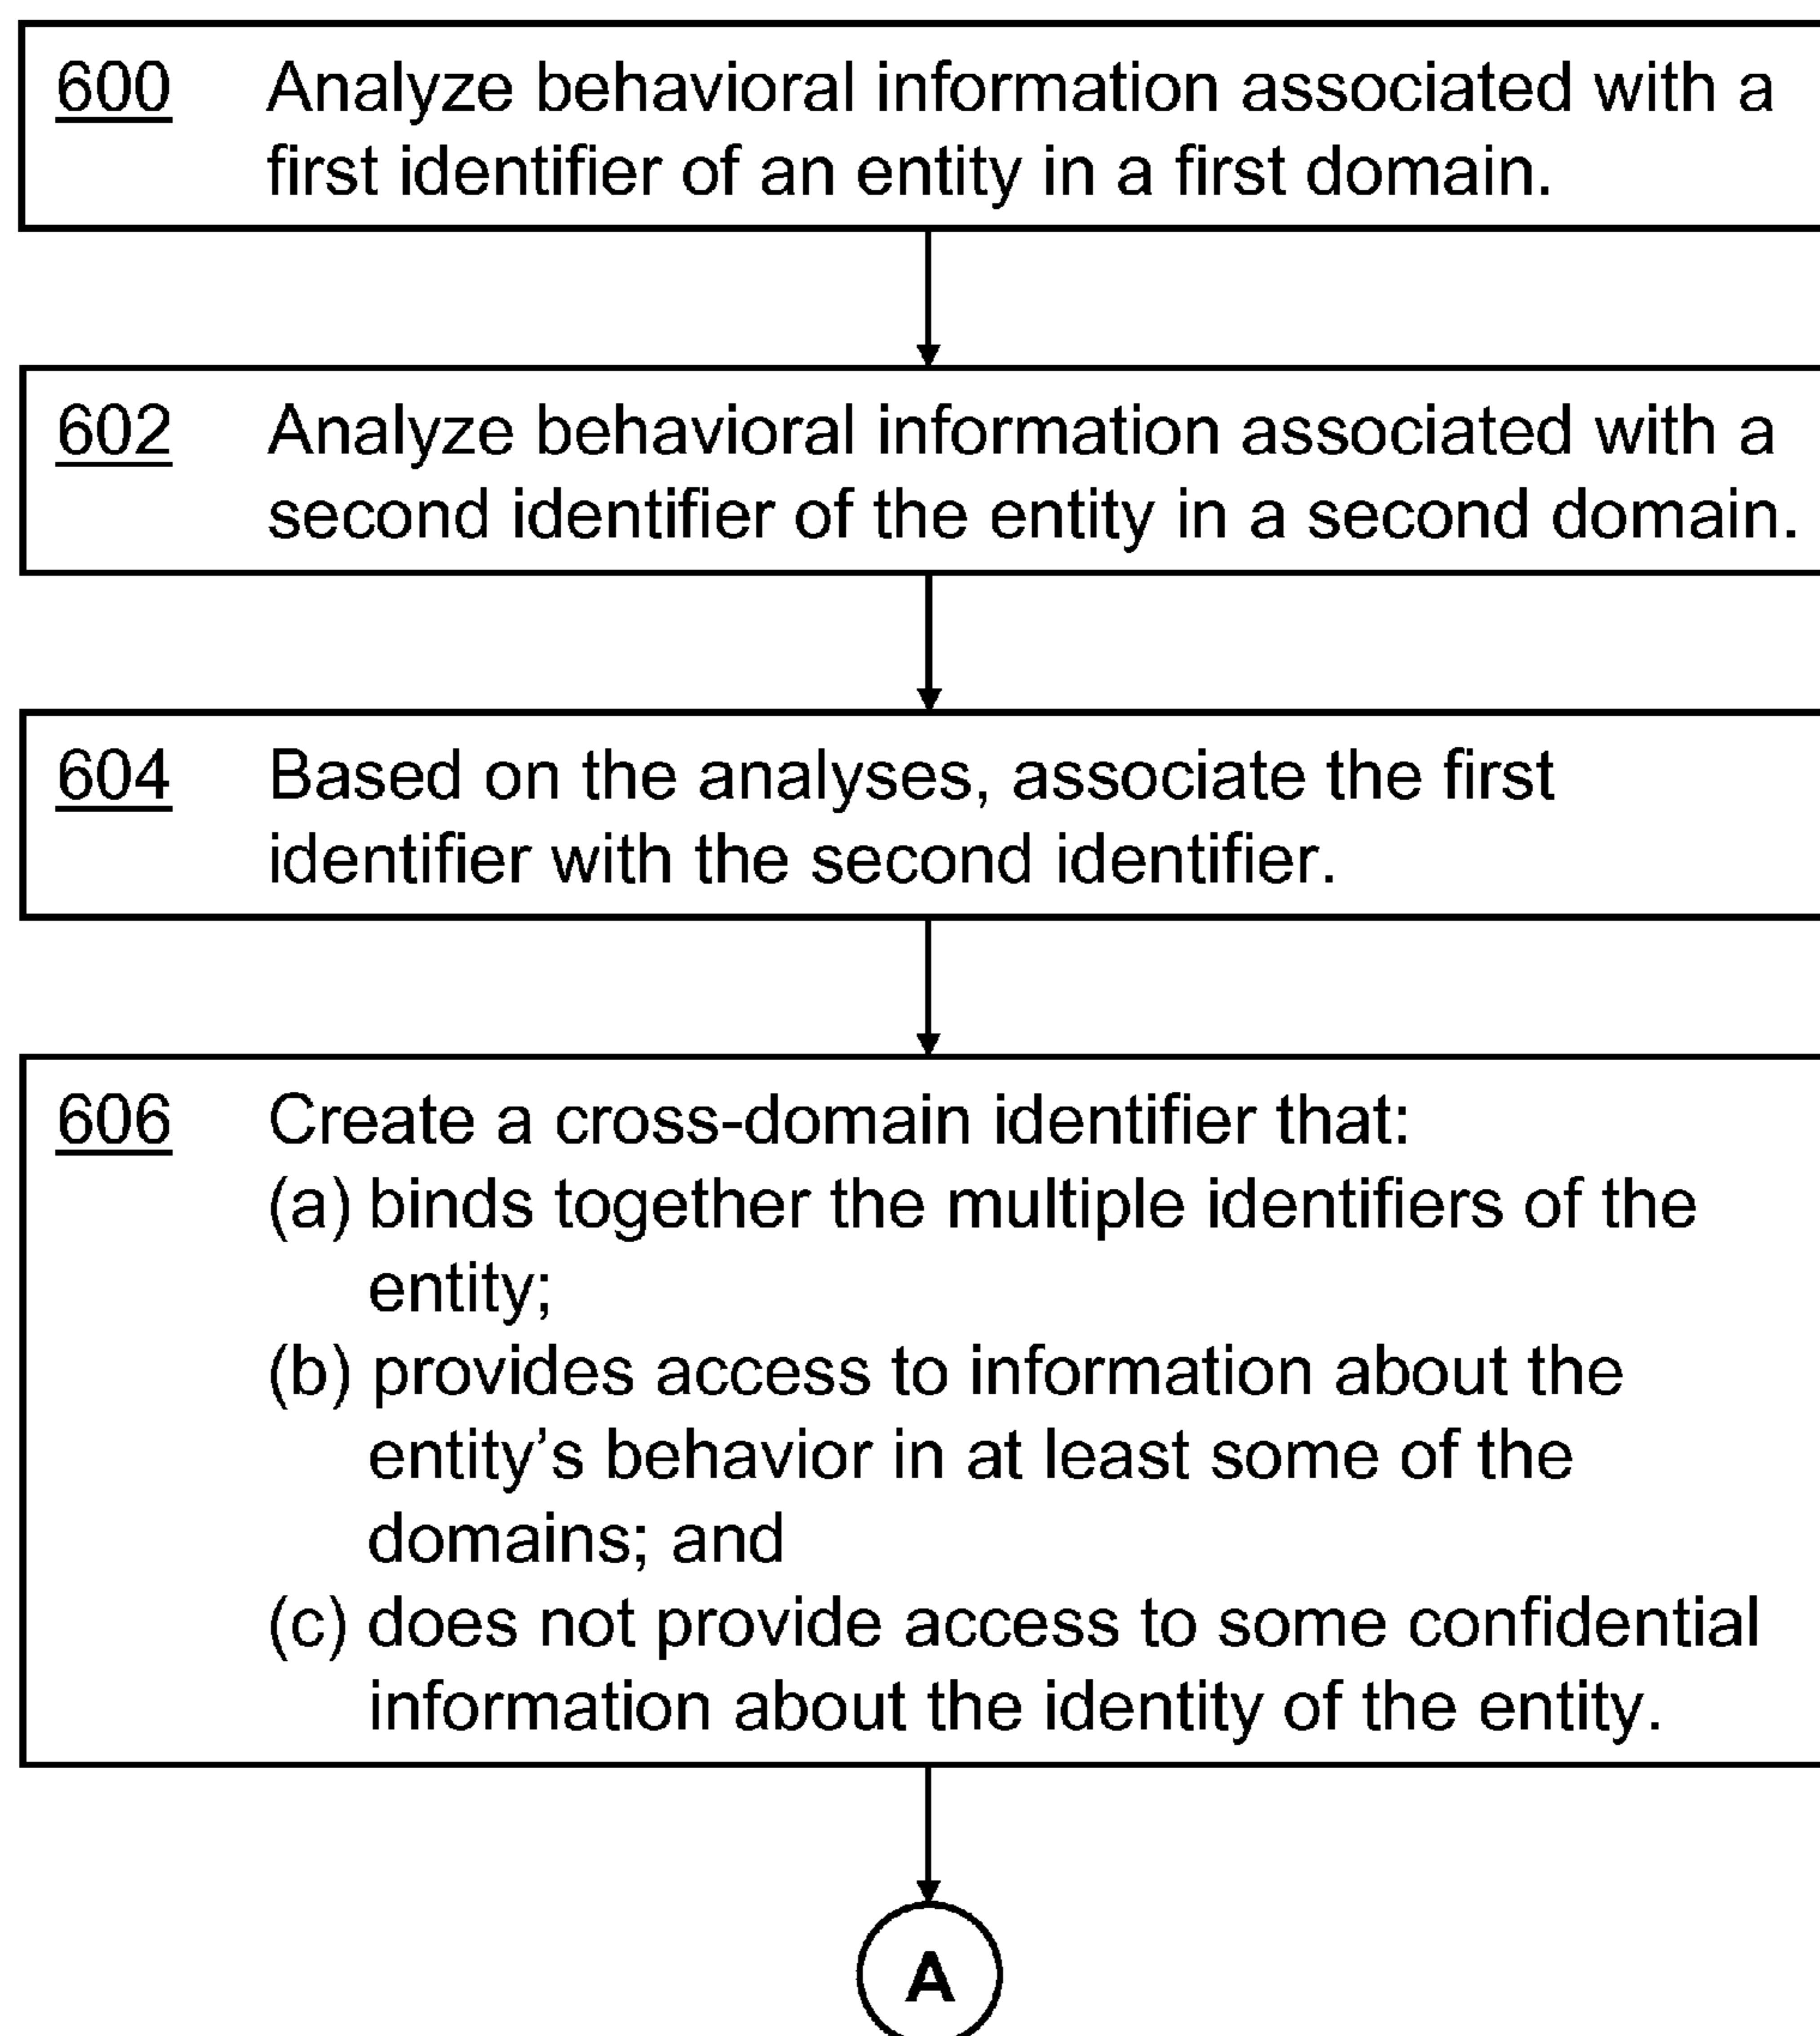 600 Analyze behavioral information associated with a
first identifier of an entity in a first domain.
602 Analyze behavioral information associated with a
second identifier of the entity in a second domain.
604 Based on the analyses, associate the first
identifier with the second identifier.
606 Create a cross-domain identifier that:
(a) binds together the multiple identifiers of the
entity;
(b) provides access to information about the
entity’s behavior in at least some of the
domains; and
(c) does not provide access to some confidential
information about the identity of the entity.
A